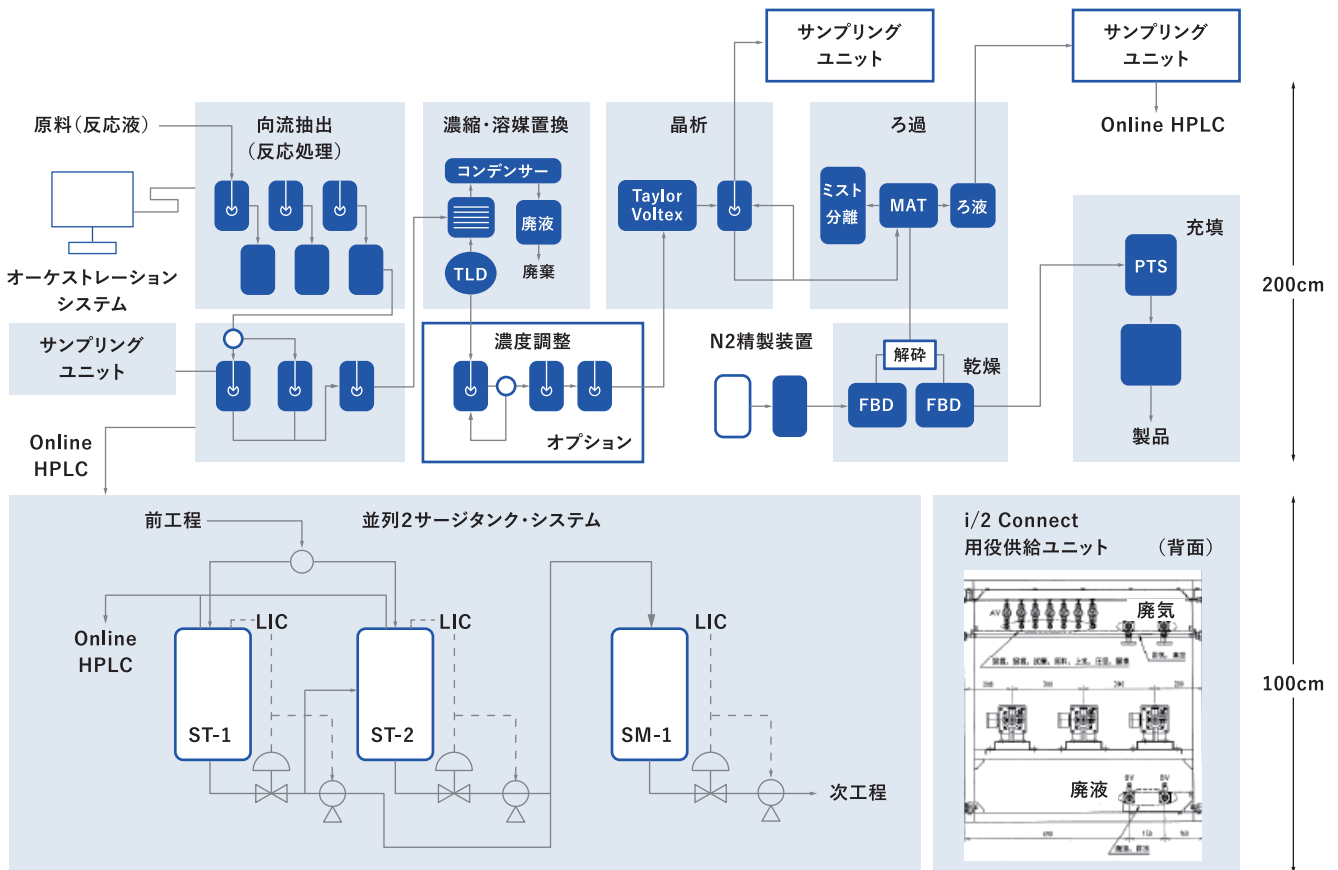 サンプリング
ユニット
サンプリング
ユニット
原料(反応液)
向流抽出
(反応処理)
濃縮・溶媒置換
晶析
ろ過
Online HPLC
コンデンサー
Taylor
Voltex
ミスト
分離
MAT
ろ液
廃液
廃棄
TLD
充填
PTS
オーケストレーション
システム
200cm
サンプリング
ユニット
濃度調整
N2精製装置
解砕
乾燥
FBD
FBD
オプション
製品
Online
HPLC
前工程
並列2サージタンク・システム
i/2 Connect
用役供給ユニット
(背面)
廃気
LIC
LIC
LIC
Online
HPLC
AV
100cm
ST-1
ST-2
SM-1
次工程
廃液
BV
BV